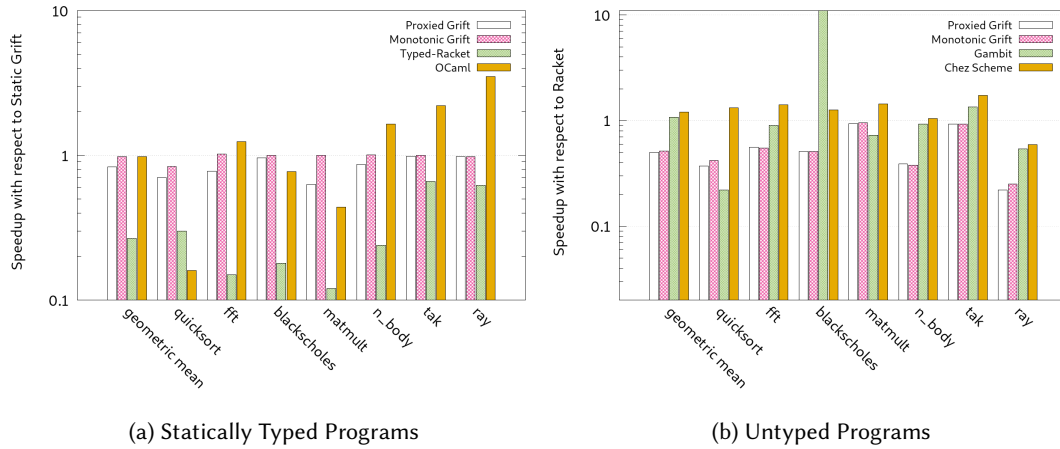 Speedup with respect to Static Grift
10
1
0.1
Proxied Grift
Monotonic Grift
Typed-Racket
OCaml
geometric mean
quicksort
fft
blackscholes
matmult
n_body
tak
ray
(a) Statically Typed Programs
Speedup with respect to Racket
10
1
0.1
Proxied Grift
Monotonic Grift
Gambit
Chez Scheme
geometric mean
quicksort
fft
blackscholes
matmult
n_body
tak
ray
(b) Untyped Programs